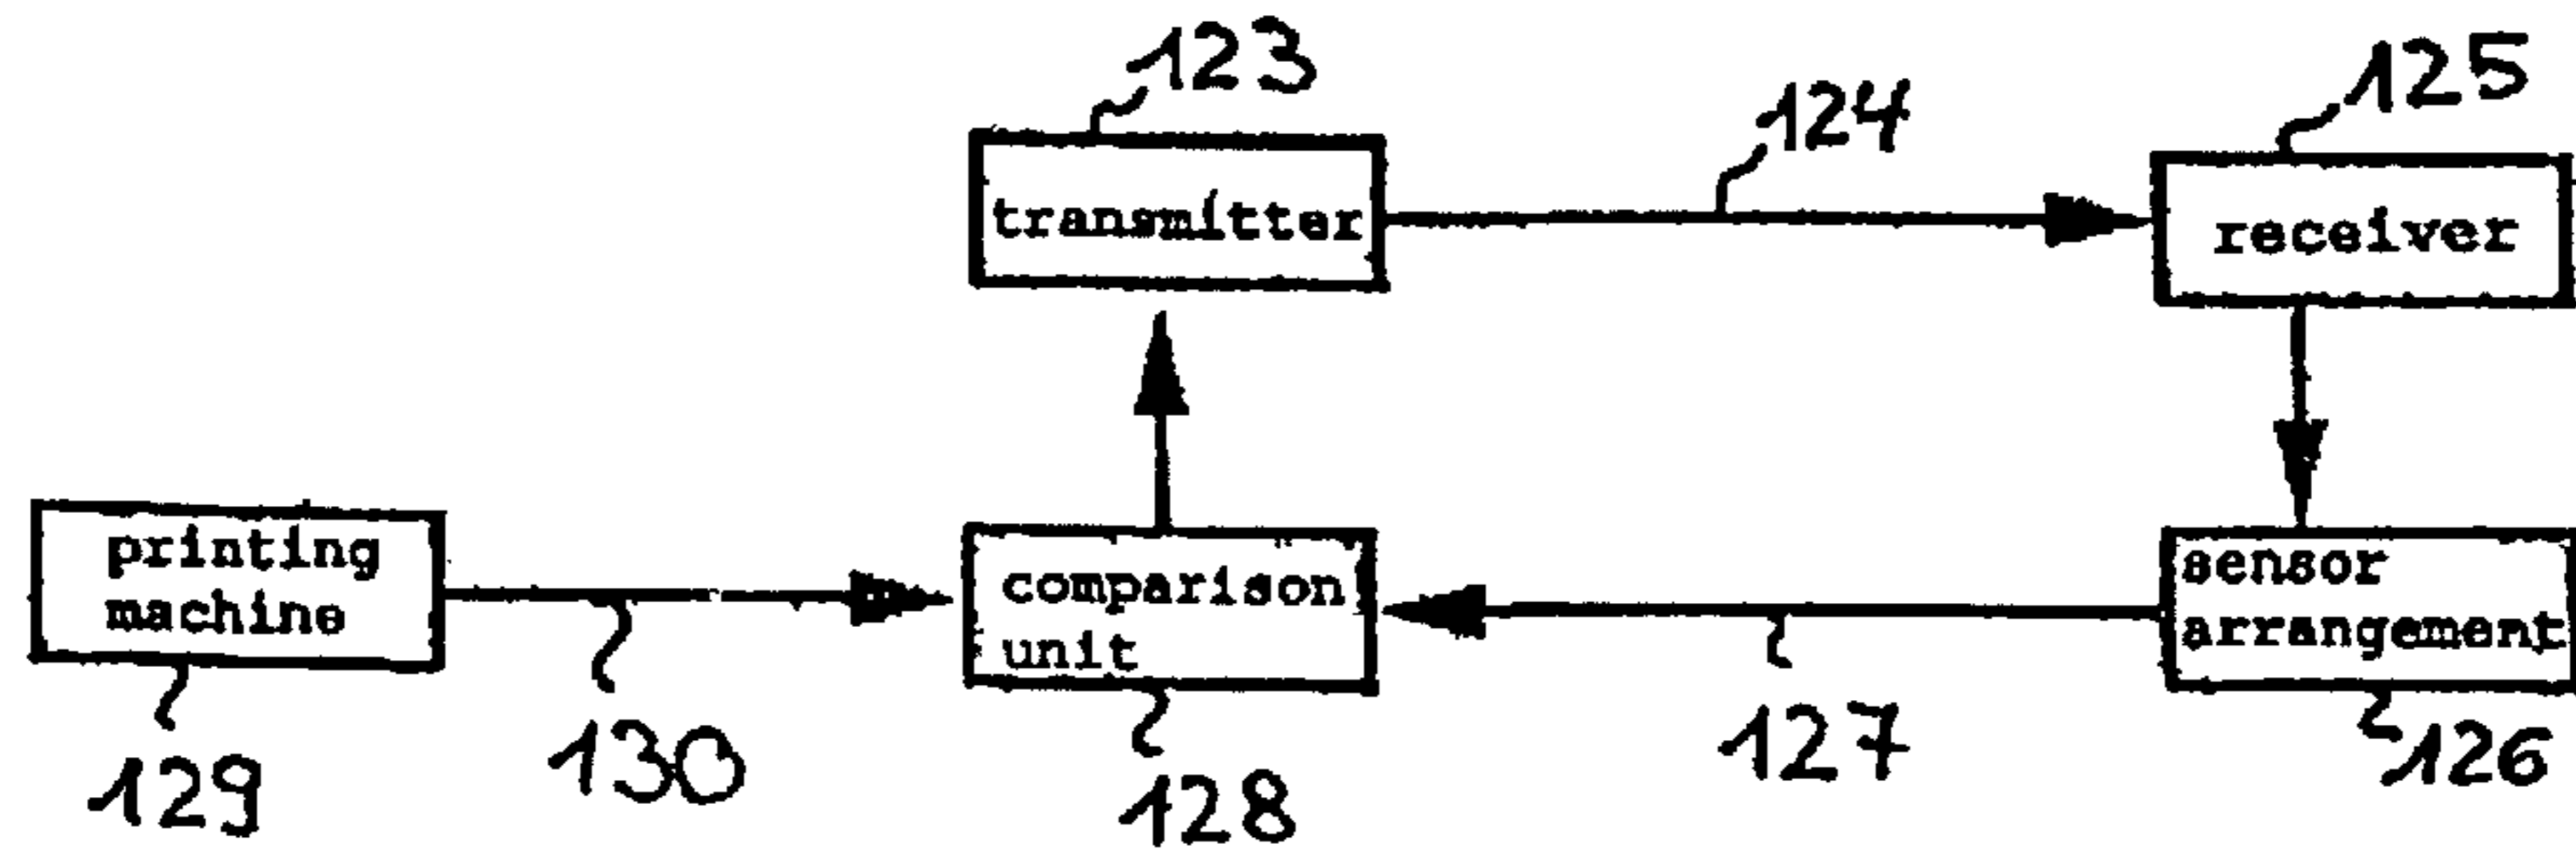 123
124
125
transmitter
receiver
printing
machine
comparison
unit
sensor
arrangement
129
130
128
127
126